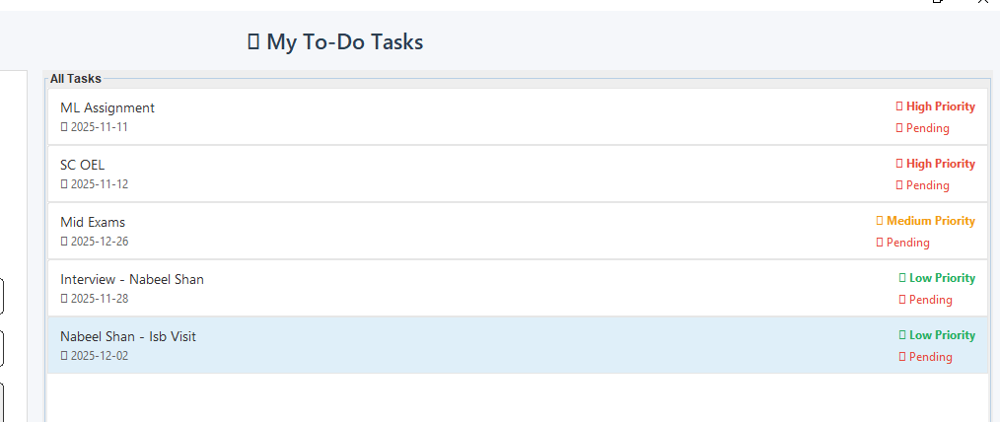 My To-Do Tasks
All Tasks
ML Assignment
High Priority
2025-11-11
Pending
SC OEL
High Priority
2025-11-12
Pending
Mid Exams
Medium Priority
2025-12-26
Pending
Interview - Nabeel Shan
Low Priority
2025-11-28
Pending
Nabeel Shan - Isb Visit
Low Priority
2025-12-02
Pending